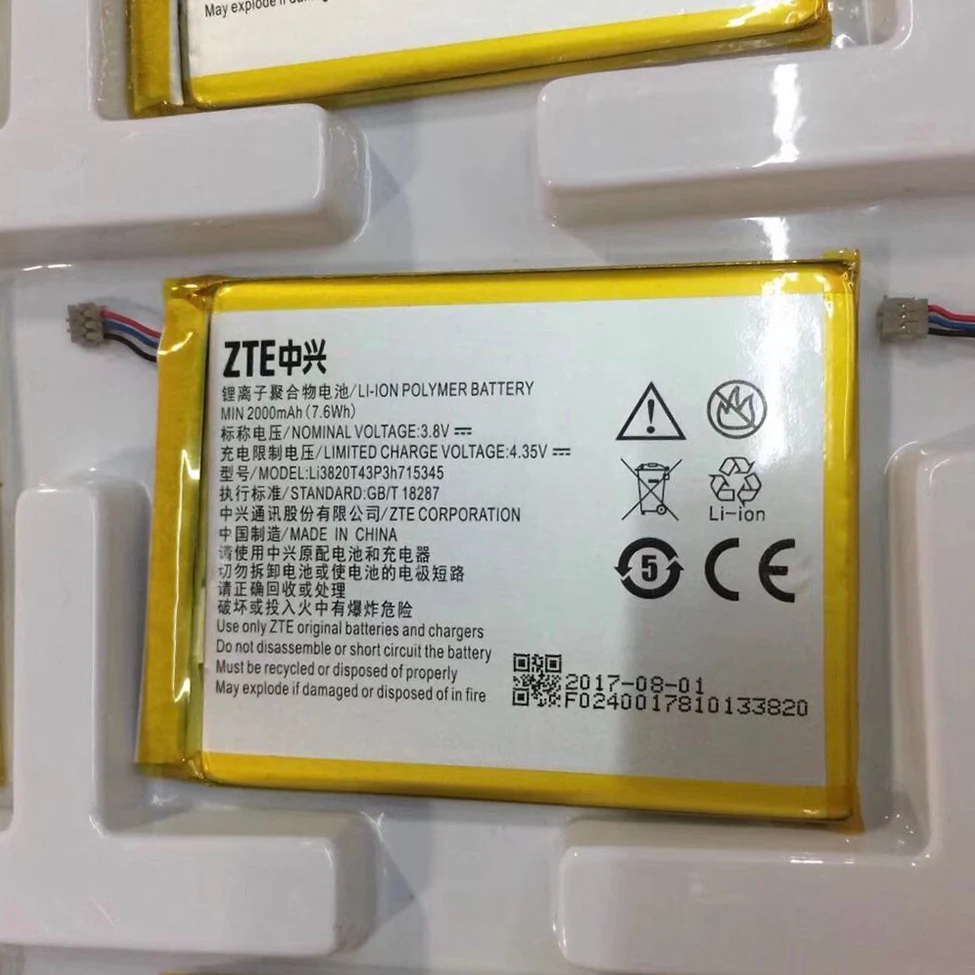 May explode if damaged
ZTE中兴
锂离子聚合物电池/LI-ION POLYMER BATTERY
MIN 2000mAh (7.6Wh)
标称电压/NOMINAL VOLTAGE:3.8V
充电限制电压/LIMITED CHARGE VOLTAGE:4.35V
型号/MODEL:Li3820T43P3h715345
执行标准/STANDARD:GB/T 18287
中兴通讯股份有限公司/ZTE CORPORATION
中国制造/MADE IN CHINA
请使用中兴原配电池和充电器
切勿拆卸电池或使电池的电极短路
请正确回收或处理
破坏或投入火中有爆炸危险
Use only ZTE original batteries and chargers
Do not disassemble or short circuit the battery
Must be recycled or disposed of properly
May explode if damaged or disposed of in fire
Li-ion
5 CE
2017-08-01
F0240017810133820